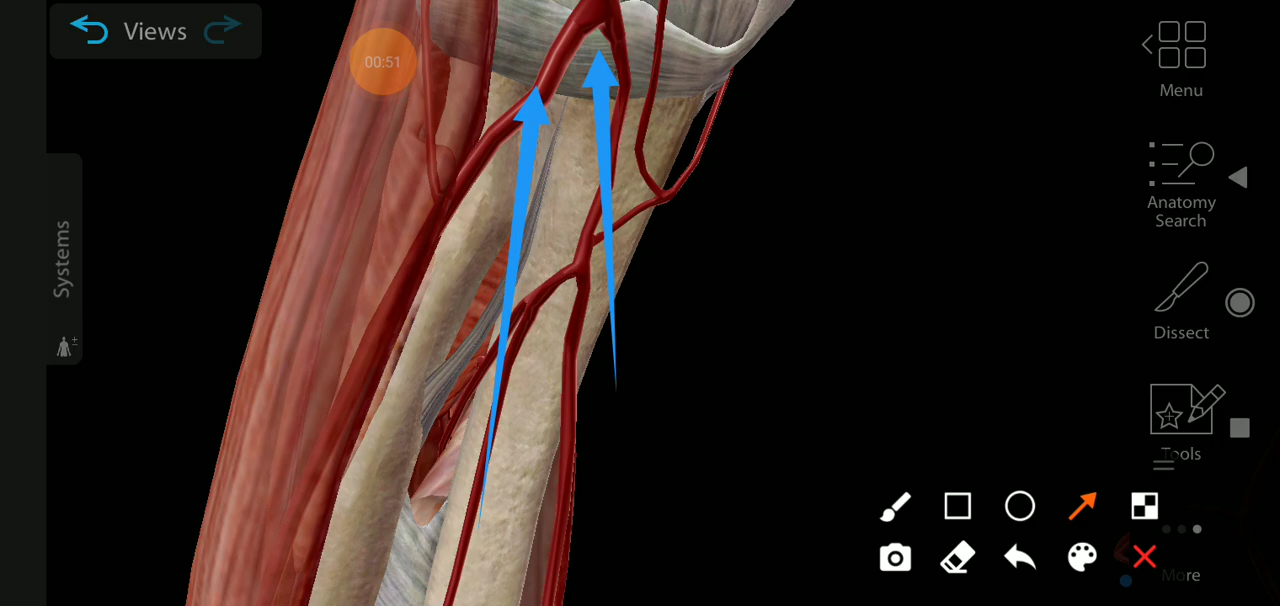 Views
00:51
Menu
Systems
Anatomy
Search
Dissect
Tools
More